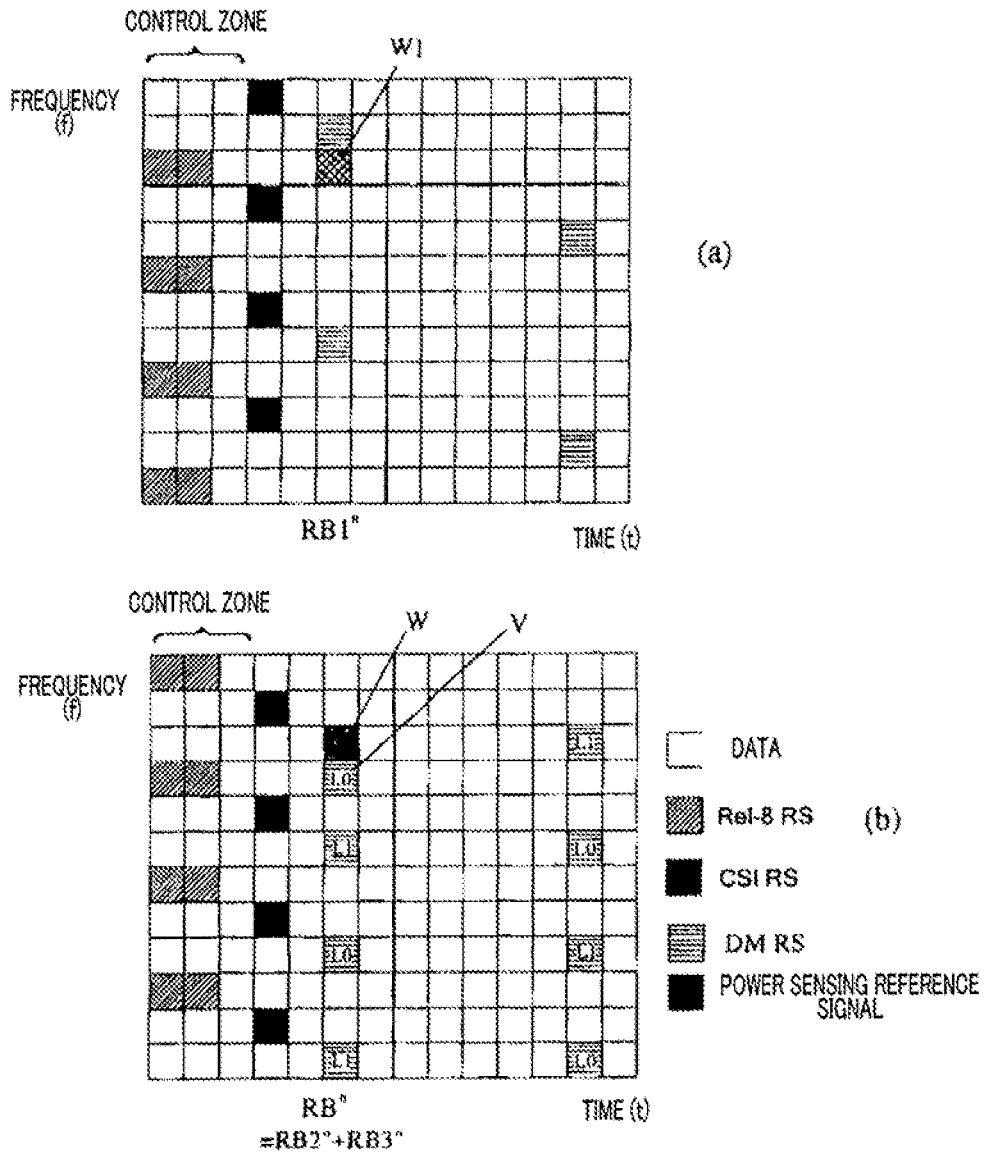 CONTROL ZONE
W1
FREQUENCY
(f)
(a)
RB1"
TIME (t)
CONTROL ZONE
W
V
FREQUENCY
(f)
L1
L0
L1
L0
L0
L1
L1
L0
DATA
Rel-8 RS
(b)
CSI RS
DM RS
POWER SENSING REFERENCE
SIGNAL
RB"
TIME (t)
=RB2"+RB3"